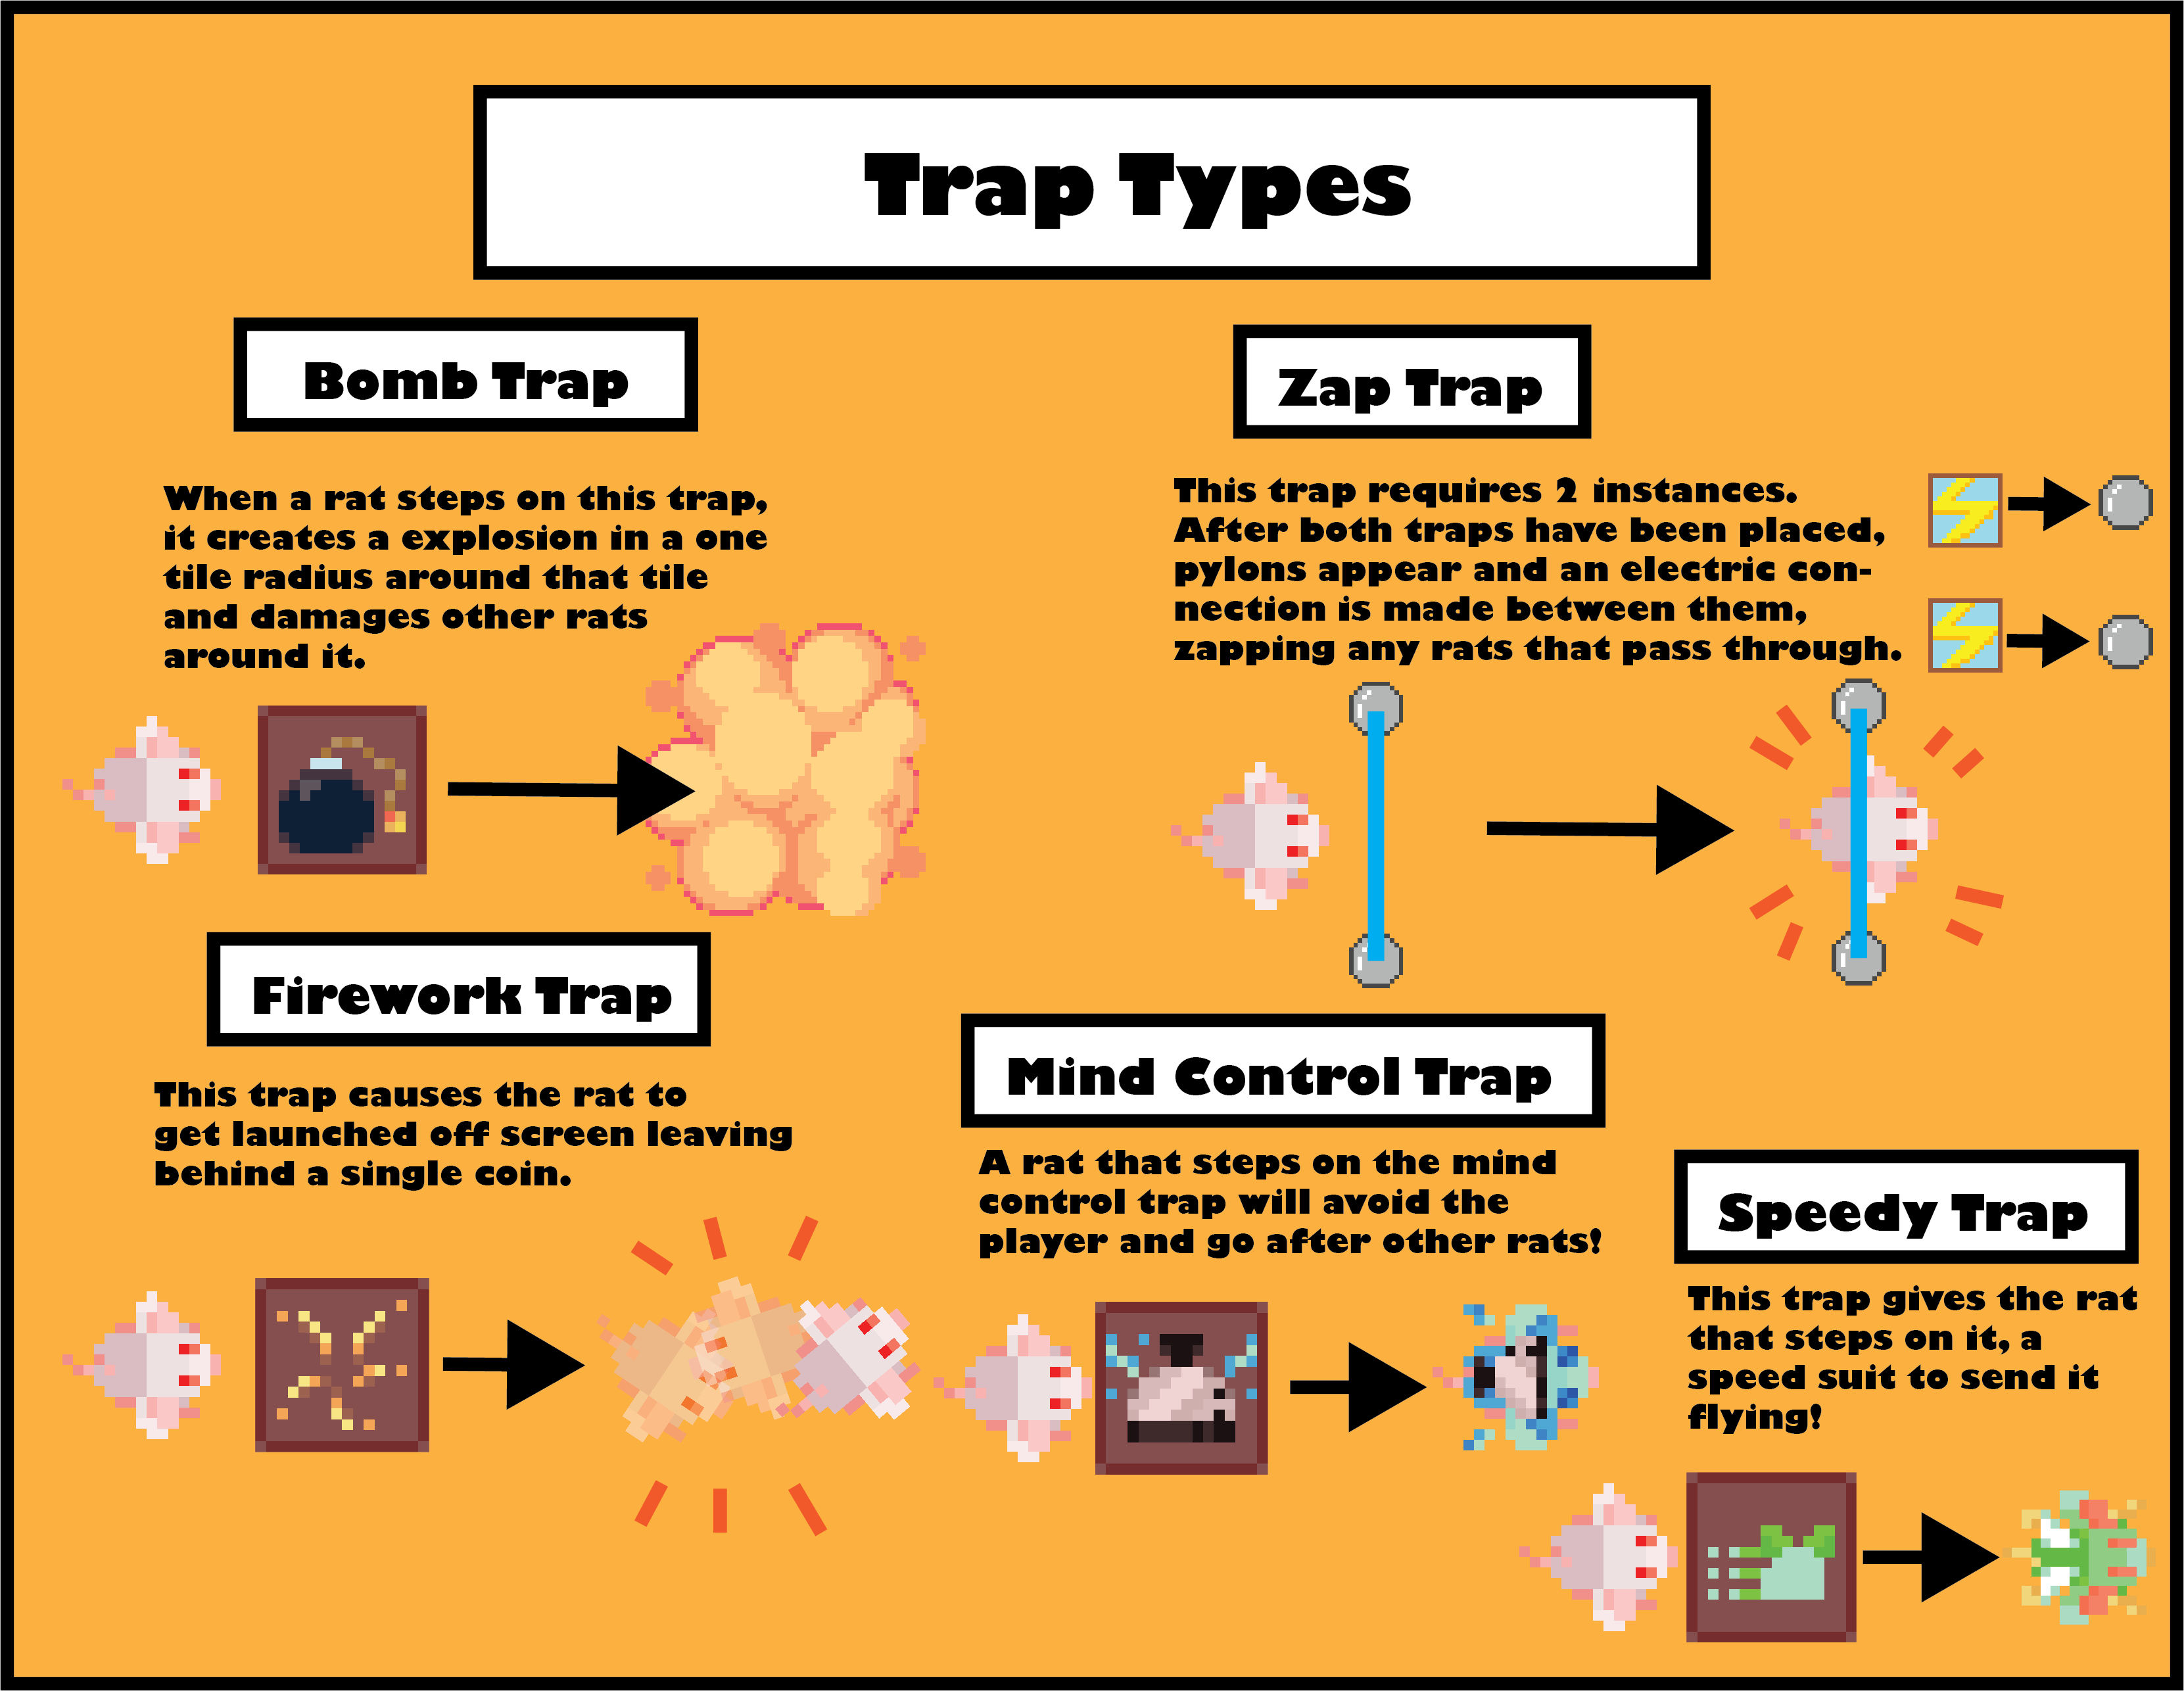 Trap Types
Bomb Trap
When a rat steps on this trap,
it creates a explosion in a one
tile radius around that tile
and damages other rats
around it.
Zap Trap
This trap requires 2 instances.
After both traps have been placed,
pylons appear and an electric con-
nection is made between them,
zapping any rats that pass through.
Firework Trap
This trap causes the rat to
get launched off screen leaving
behind a single coin.
Mind Control Trap
A rat that steps on the mind
control trap will avoid the
player and go after other rats!
Speedy Trap
This trap gives the rat
that steps on it, a
speed suit to send it
flying!